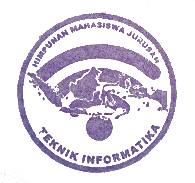 HIMPUNAN MAHASISWA JURUSAN
TEKNIK INFORMATIKA